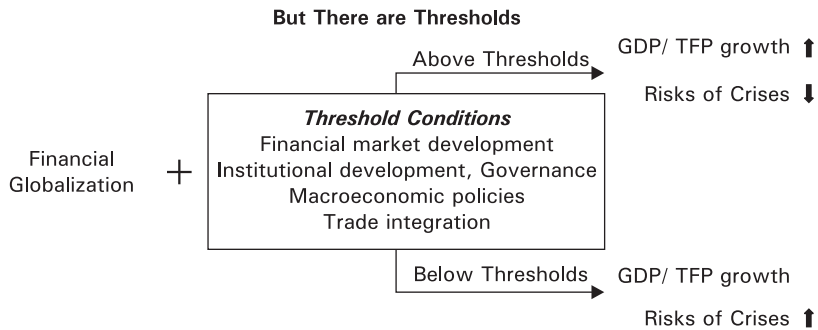 But There are Thresholds
Above Thresholds
GDP/ TFP growth ⬆
Risks of Crises ⬇
Threshold Conditions
Financial market development
Institutional development, Governance
Macroeconomic policies
Trade integration
Financial
Globalization
+
Below Thresholds
GDP/ TFP growth
Risks of Crises ⬆